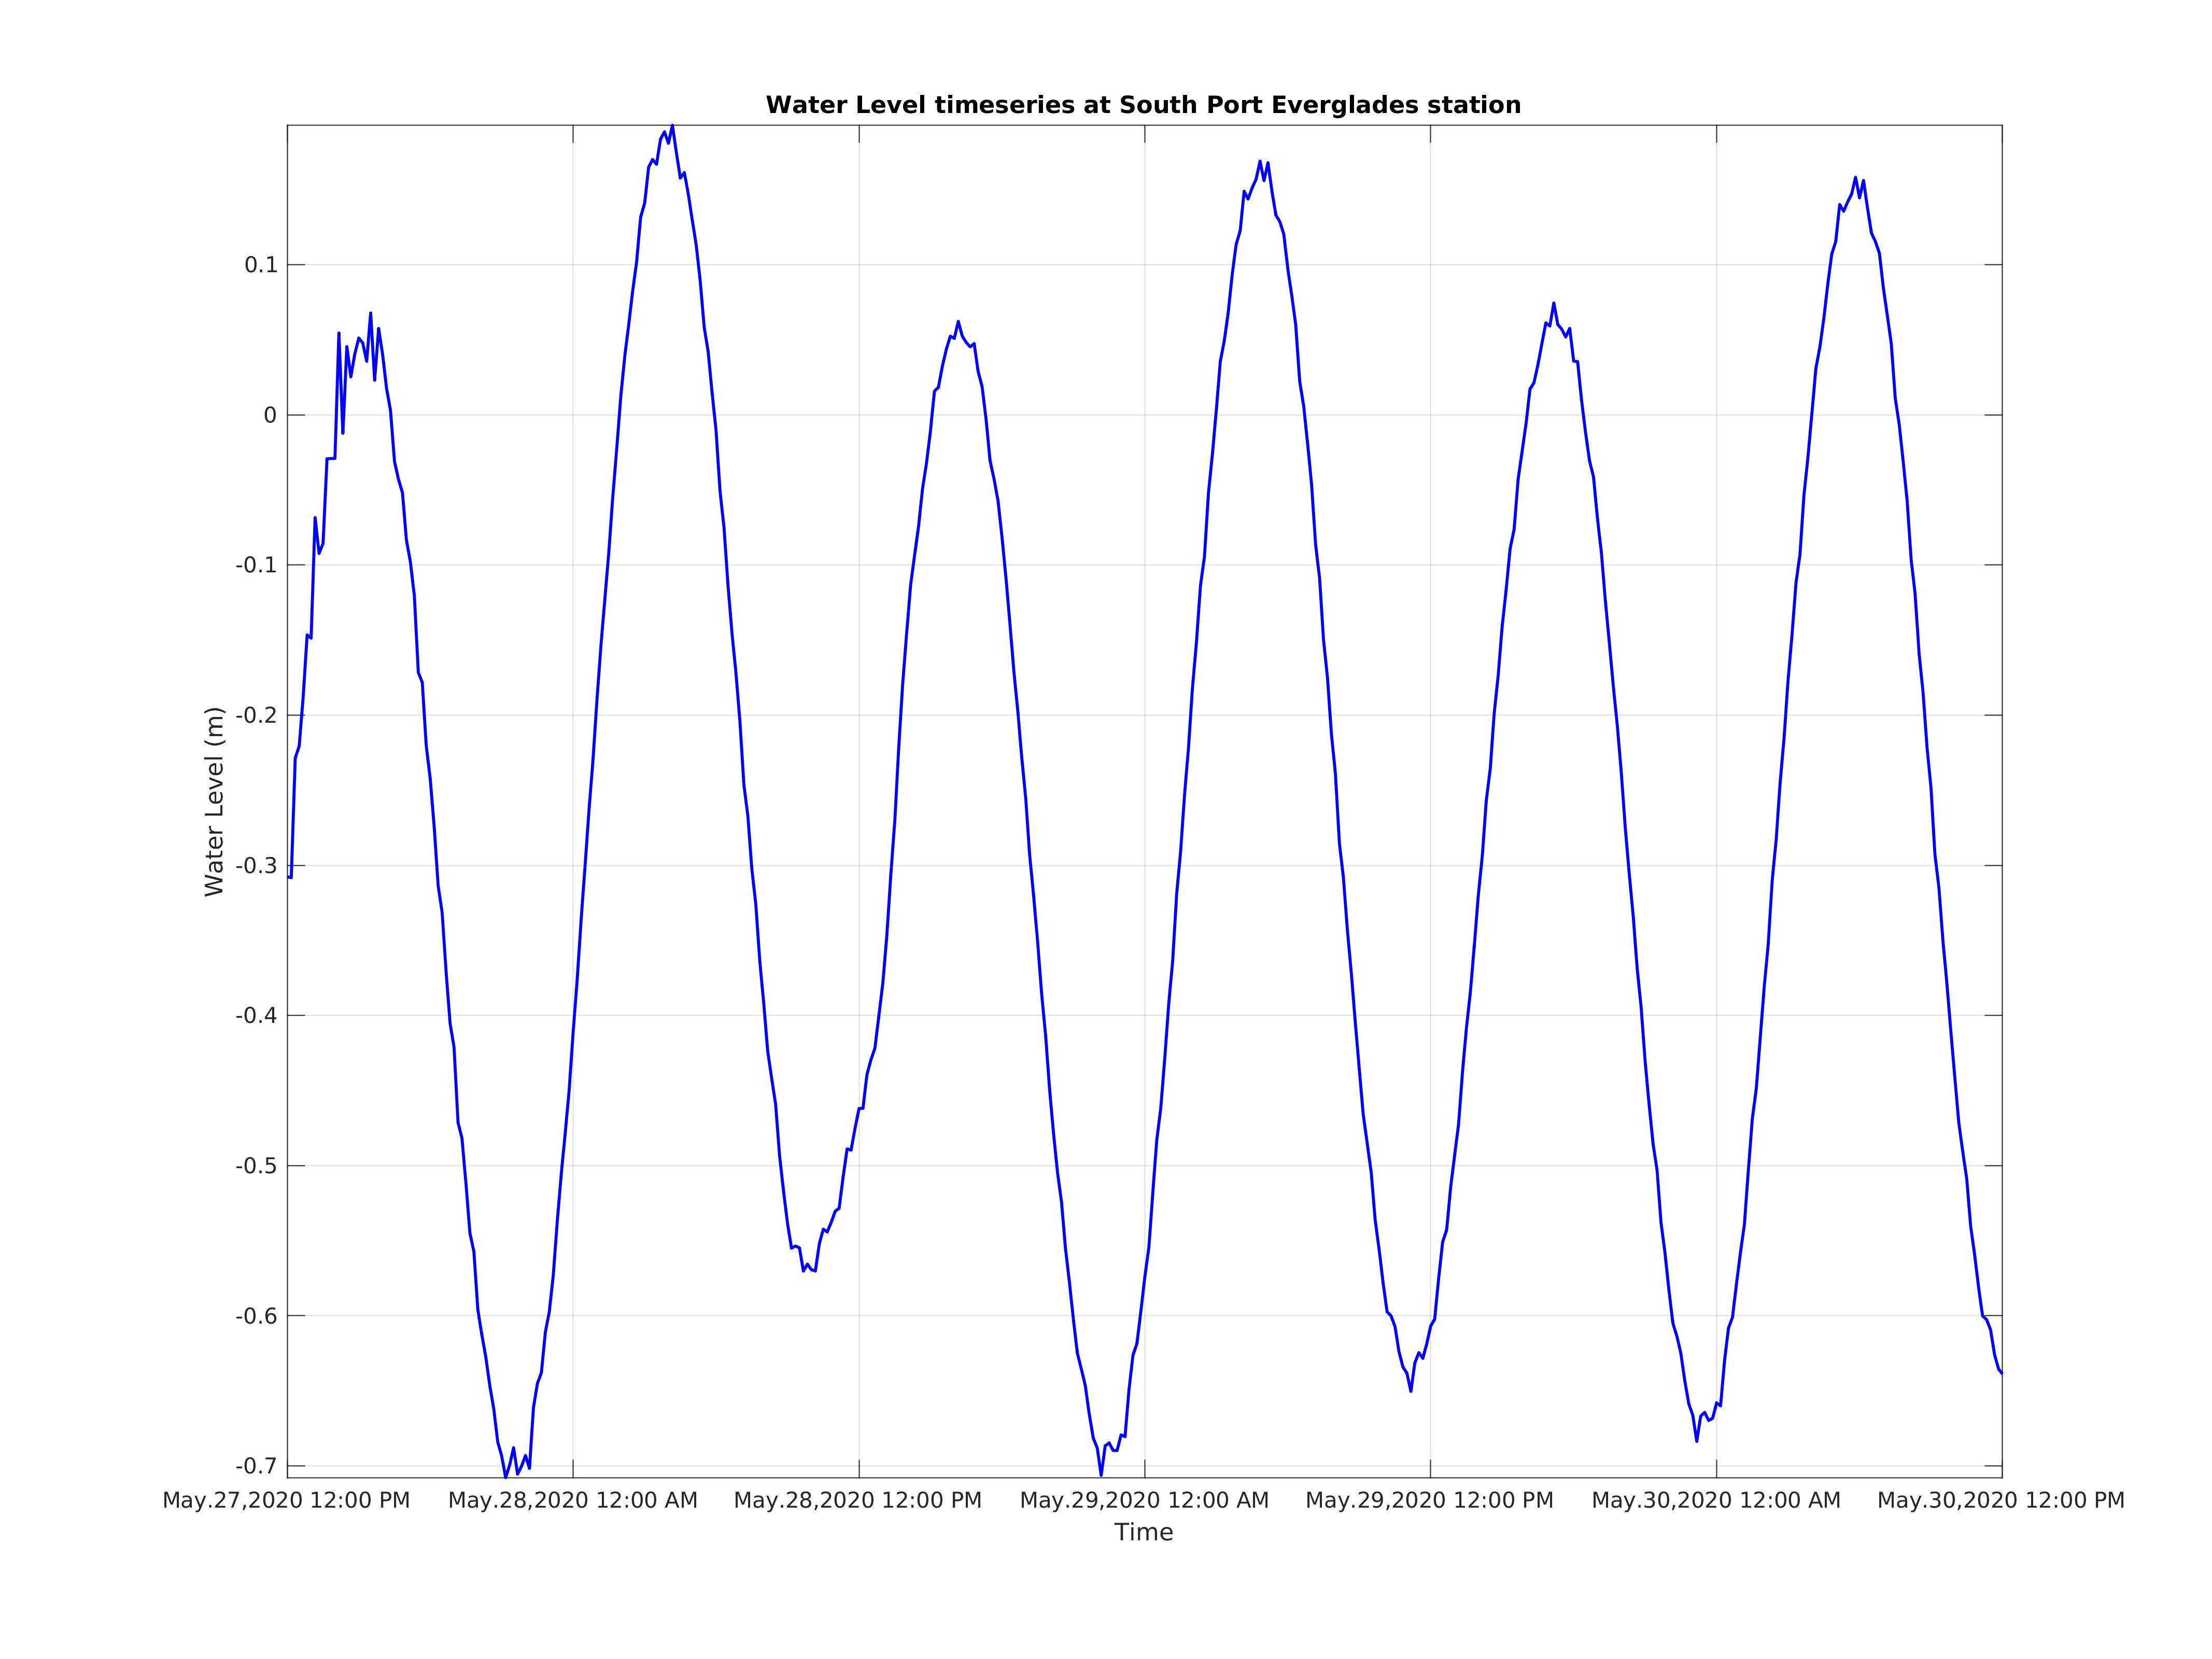 Water Level timeseries at South Port Everglades station
0.1
0
-0.1
-0.2
-0.3
-0.4
-0.5
-0.6
-0.7
Water Level (m)
May.27,2020 12:00 PM May.28,2020 12:00 AM May.28,2020 12:00 PM May.29,2020 12:00 AM May.29,2020 12:00 PM May.30,2020 12:00 AM May.30,2020 12:00 PM
Time